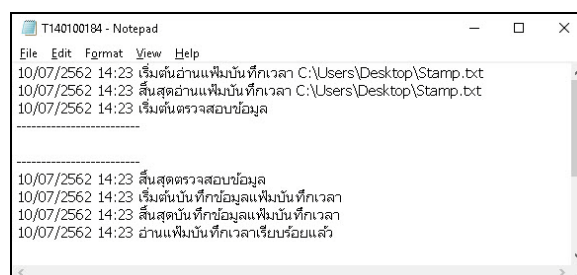 T140100184 - Notepad
File Edit Format View Help
10/07/2562 14:23 เริ่มต้นอ่านแฟ้มบันทึกเวลา C:\Users\Desktop\Stamp.txt
10/07/2562 14:23 สิ้นสุดอ่านแฟ้มบันทึกเวลา C:\Users\Desktop\Stamp.txt
10/07/2562 14:23 เริ่มต้นตรวจสอบข้อมูล
-------------------------
-------------------------
10/07/2562 14:23 สิ้นสุดตรวจสอบข้อมูล
10/07/2562 14:23 เริ่มต้นบันทึกข้อมูลแฟ้มบันทึกเวลา
10/07/2562 14:23 สิ้นสุดบันทึกข้อมูลแฟ้มบันทึกเวลา
10/07/2562 14:23 อ่านแฟ้มบันทึกเวลาเรียบร้อยแล้ว